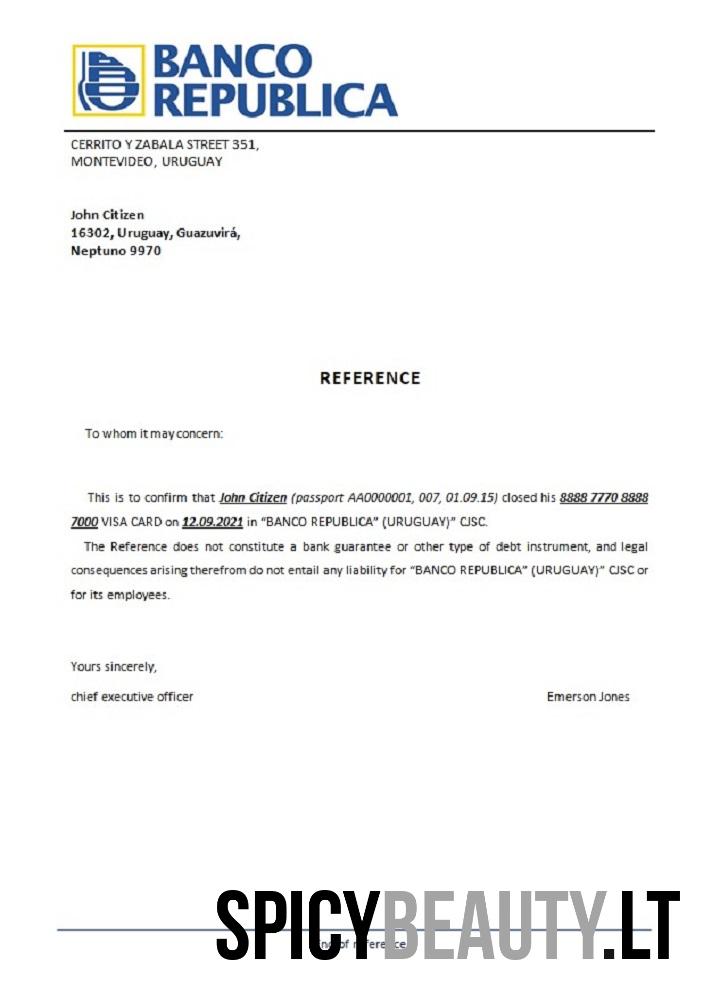 BANCO
REPUBLICA
CERRITO Y ZABALA STREET 351,
MONTEVIDEO, URUGUAY
John Citizen
16302, Uruguay, Guazuvirá,
Neptuno 9970
REFERENCE
To whom it may concern:
This is to confirm that John Citizen (passport AA0000001, 007, 01.09.15) closed his 8888 7770 8888
7000 VISA CARD on 12.09.2021 in “BANCO REPUBLICA” (URUGUAY)” CJSC.
The Reference does not constitute a bank guarantee or other type of debt instrument, and legal
consequences arising therefrom do not entail any liability for “BANCO REPUBLICA” (URUGUAY)” CJSC or
for its employees.
Yours sincerely,
chief executive officer Emerson Jones
SPICYBEAUTY.LT
End of reference